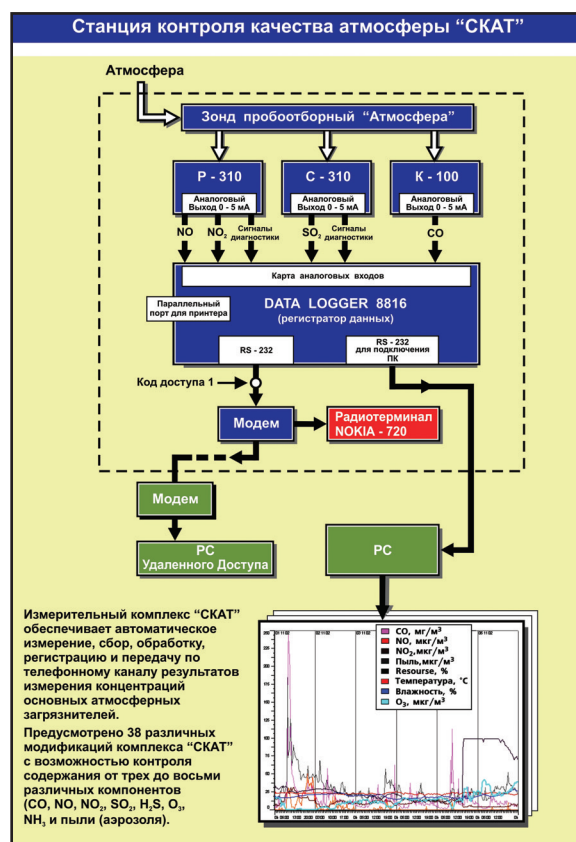 Станция контроля качества атмосферы “СКАТ”
Атмосфера
Зонд пробоотборный “Атмосфера”
Р - 310
Аналоговый
Выход 0 - 5 мА
С - 310
Аналоговый
Выход 0 - 5 мА
К - 100
Аналоговый
Выход 0 - 5 мА
NO
NO₂
Сигналы
диагностики
SO₂
Сигналы
диагностики
CO
Карта аналоговых входов
Параллельный
порт для принтера
DATA LOGGER 8816
(регистратор данных)
RS - 232
RS - 232
для подключения
ПК
Код доступа 1
Модем
Радиотерминал
NOKIA - 720
Модем
PC
Удаленного Доступа
PC
Измерительный комплекс “СКАТ”
обеспечивает автоматическое
измерение, сбор, обработку,
регистрацию и передачу по
телефонному каналу результатов
измерения концентраций
основных атмосферных
загрязнителей.
Предусмотрено 38 различных
модификаций комплекса “СКАТ”
с возможностью контроля
содержания от трех до восьми
различных компонентов
(CO, NO, NO₂, SO₂, H₂S, O₃,
NH₃ и пыли (аэрозоля).
CO, мг/м³
NO, мкг/м³
NO₂,мкг/м³
Пыль,мкг/м³
Resourse, %
Температура, °C
Влажность, %
O₃, мкг/м³